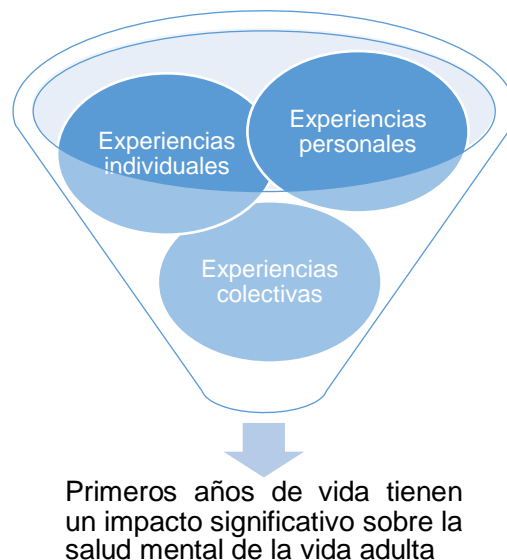 Experiencias
individuales
Experiencias
personales
Experiencias
colectivas
Primeros años de vida tienen
un impacto significativo sobre la
salud mental de la vida adulta